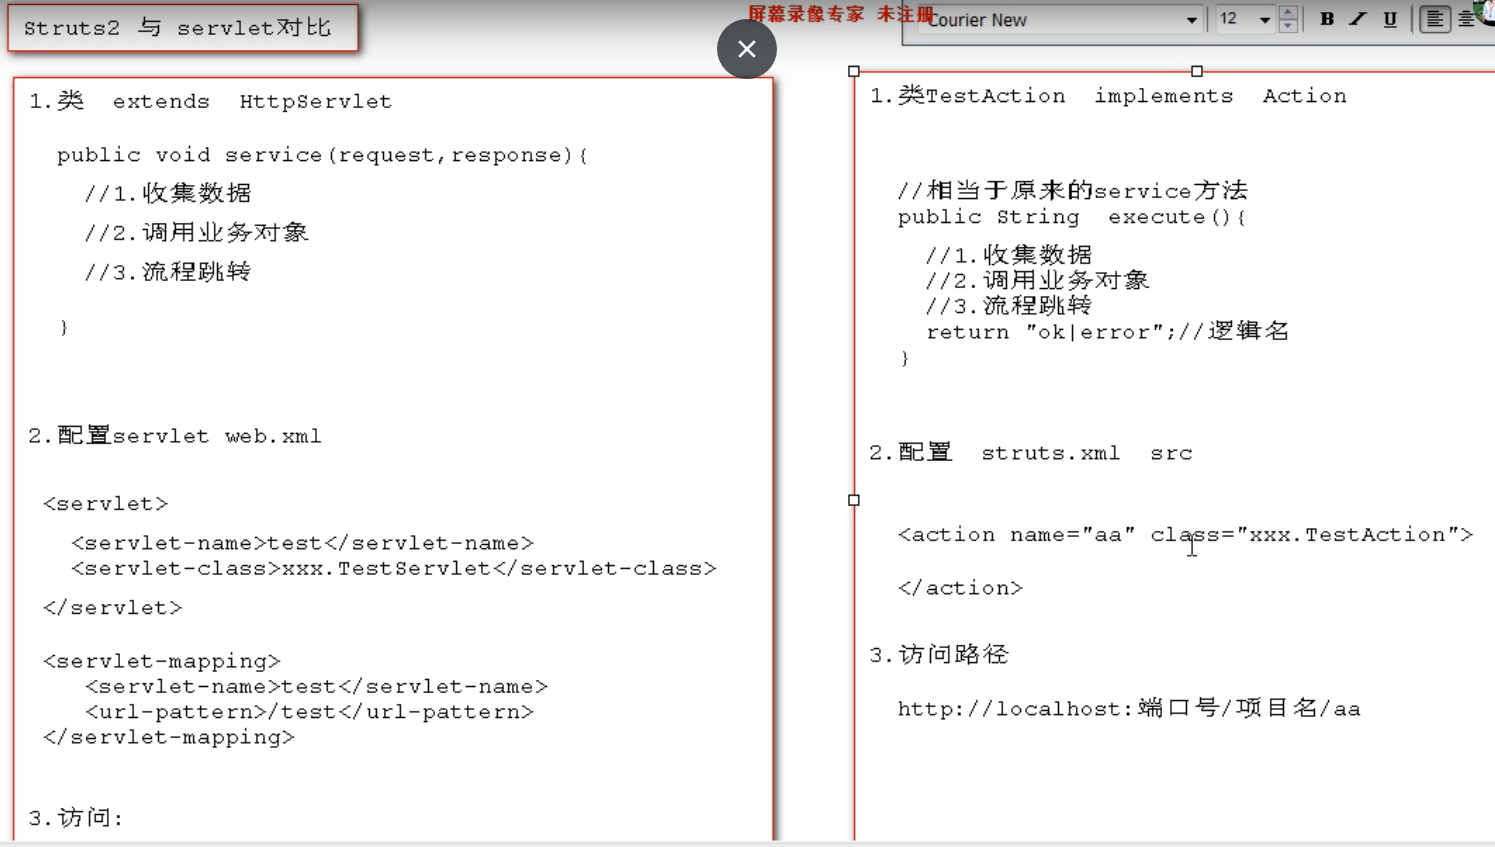 Struts2 与 servlet对比
屏幕录像专家 未注册
Courier New
12
B I U
1.类 extends HttpServlet
public void service(request,response){
//1.收集数据
//2.调用业务对象
//3.流程跳转
}
2.配置servlet web.xml
<servlet>
<servlet-name>test</servlet-name>
<servlet-class>xxx.TestServlet</servlet-class>
</servlet>
<servlet-mapping>
<servlet-name>test</servlet-name>
<url-pattern>/test</url-pattern>
</servlet-mapping>
3.访问:
1.类TestAction implements Action
//相当于原来的service方法
public String execute(){
//1.收集数据
//2.调用业务对象
//3.流程跳转
return "ok|error";//逻辑名
}
2.配置 struts.xml src
<action name="aa" class="xxx.TestAction">
</action>
3.访问路径
http://localhost:端口号/项目名/aa